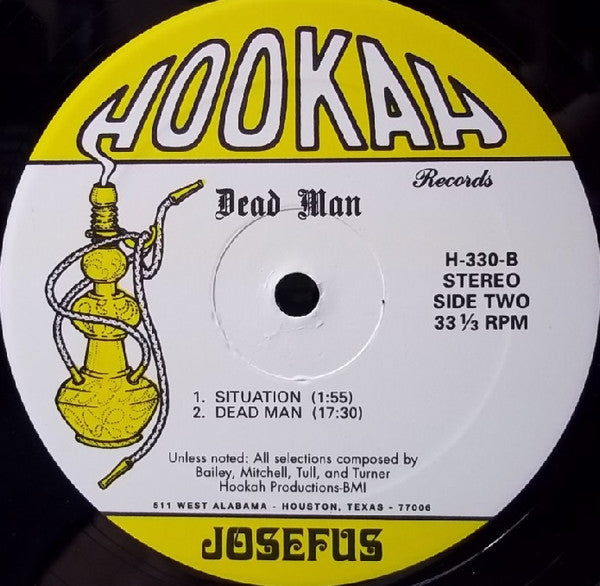 HOOKAH
Records
Dead Man
H-330-B
STEREO
SIDE TWO
33 ⅓ RPM
1. SITUATION (1:55)
2. DEAD MAN (17:30)
Unless noted: All selections composed by
Bailey, Mitchell, Tull, and Turner
Hookah Productions-BMI
511 WEST ALABAMA - HOUSTON, TEXAS - 77006
JOSEFUS